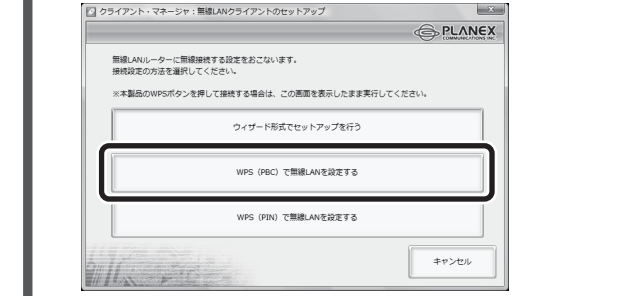 クライアント・マネージャ：無線LANクライアントのセットアップ
PLANEX
COMMUNICATIONS INC.
無線LANルーターに無線接続する設定をおこないます。
接続設定の方法を選択してください。
※本製品のWPSボタンを押して接続する場合は、この画面を表示したまま実行してください。
ウィザード形式でセットアップを行う
WPS（PBC）で無線LANを設定する
WPS（PIN）で無線LANを設定する
キャンセル